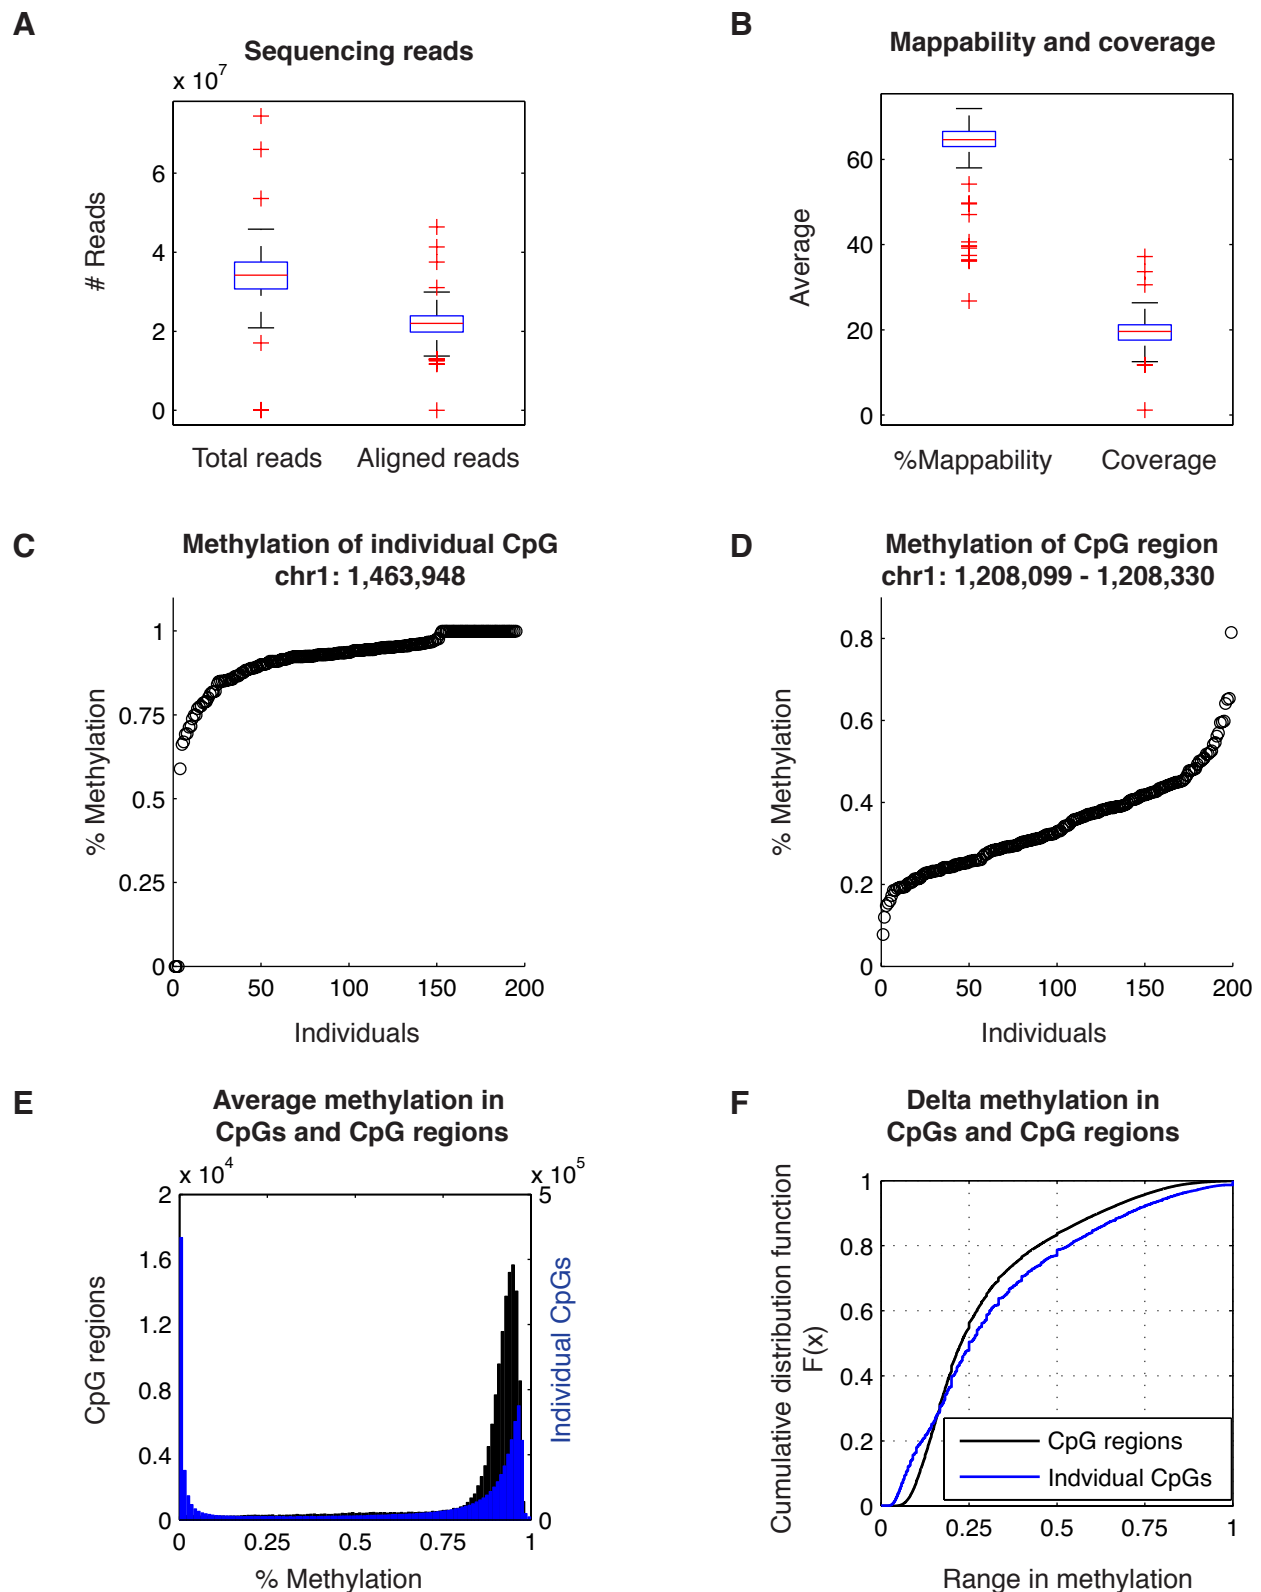 A
Sequencing reads
x 10^7
# Reads
6
4
2
0
Total reads
Aligned reads
B
Mappability and coverage
Average
60
40
20
0
%Mappability
Coverage
C
Methylation of individual CpG
chr1: 1,463,948
% Methylation
1
0.75
0.5
0.25
0
0
50
100
150
200
Individuals
D
Methylation of CpG region
chr1: 1,208,099 - 1,208,330
% Methylation
0.8
0.6
0.4
0.2
0
0
50
100
150
200
Individuals
E
Average methylation in
CpGs and CpG regions
x 10^4
x 10^5
CpG regions
2
1.6
1.2
0.8
0.4
0
5
0
Individual CpGs
0
0.25
0.5
0.75
1
% Methylation
F
Delta methylation in
CpGs and CpG regions
Cumulative distribution function
F(x)
1
0.8
0.6
0.4
0.2
0
CpG regions
Indvidual CpGs
0
0.25
0.5
0.75
1
Range in methylation